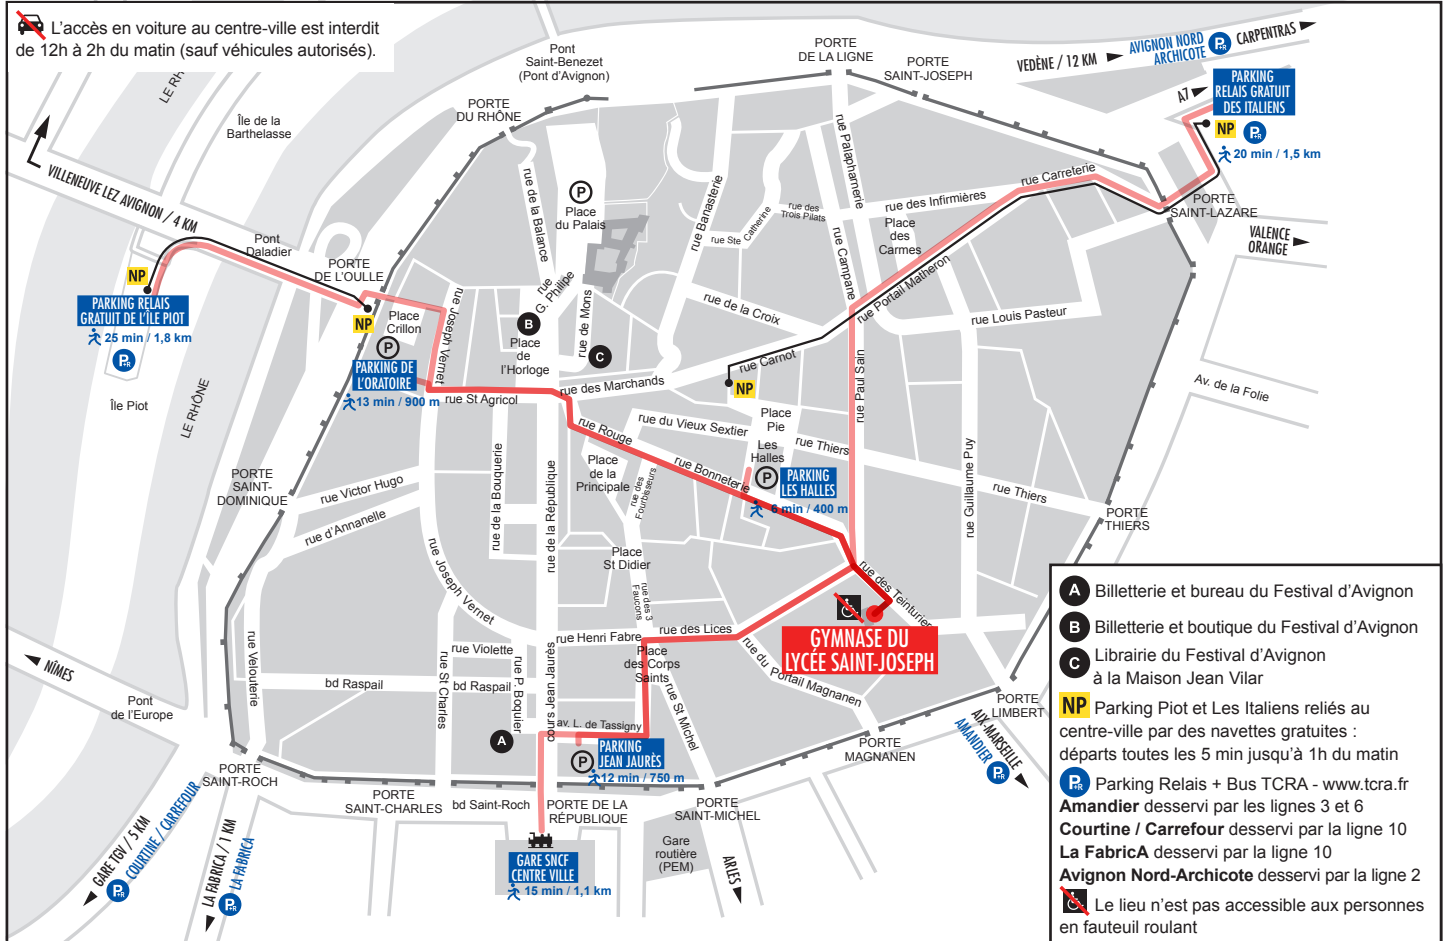 L'accès en voiture au centre-ville est interdit
de 12h à 2h du matin (sauf véhicules autorisés).
LE RH
Île de la
Barthelasse
Pont
Saint-Benezet
(Pont d'Avignon)
PORTE
DU RHÔNE
PORTE
DE LA LIGNE
PORTE
SAINT-JOSEPH
VEDÈNE / 12 KM
AVIGNON NORD
ARCHICOTE
P+R
CARPENTRAS
A7
PARKING
RELAIS GRATUIT
DES ITALIENS
NP
P+R
20 min / 1,5 km
VILLENEUVE LEZ AVIGNON / 4 KM
Pont
Daladier
PORTE
DE L'OULLE
NP
PARKING RELAIS
GRATUIT DE L'ÎLE PIOT
25 min / 1,8 km
P+R
Île Piot
LE RHÔNE
NP
Place
Crillon
P
PARKING DE
L'ORATOIRE
13 min / 900 m
rue Joseph Vernet
rue de la Balance
P
Place
du Palais
rue
G. Philipe
B
Place
de
l'Horloge
rue de Mons
C
rue Banasterie
rue Ste
Catherine
rue des
Trois Pilats
rue Palapharnerie
rue Campane
rue des Infirmières
Place
des
Carmes
rue Carreterie
PORTE
SAINT-LAZARE
VALENCE
ORANGE
rue Portail Matheron
rue Louis Pasteur
rue de la Croix
rue Carnot
NP
rue des Marchands
rue St Agricol
rue Rouge
rue du Vieux Sextier
Place
Pie
Les
Halles
P
PARKING
LES HALLES
6 min / 400 m
rue Thiers
rue Paul Sain
rue Guillaume Puy
rue Thiers
Av. de la Folie
PORTE
THIERS
PORTE
SAINT-
DOMINIQUE
rue Victor Hugo
rue d'Annanelle
rue de la Bouquerie
rue de la République
Place
de la
Principale
rue des
Fourbisseurs
rue Bonneterie
Place
St Didier
rue des 3
Faucons
rue Joseph Vernet
rue des Teinturiers
GYMNASE DU
LYCÉE SAINT-JOSEPH
rue Henri Fabre
rue des Lices
Place
des Corps
Saints
rue du Portail Magnanen
rue Violette
bd Raspail
bd Raspail
rue Velouterie
rue St Charles
rue P. Boquier
cours Jean Jaurès
av. L. de Tassigny
rue St Michel
A
P
PARKING
JEAN JAURÈS
12 min / 750 m
PORTE
MAGNANEN
PORTE
LIMBERT
AIX-MARSEILLE
AMANDIER
P+R
NÎMES
Pont
de l'Europe
PORTE
SAINT-ROCH
PORTE
SAINT-CHARLES
bd Saint-Roch
PORTE DE LA
RÉPUBLIQUE
PORTE
SAINT-MICHEL
GARE TGV / 5 KM
COURTINE / CARREFOUR
P+R
LA FABRICA / 1 KM
LA FABRICA
P+R
GARE SNCF
CENTRE VILLE
15 min / 1,1 km
Gare
routière
(PEM)
ARLES
A Billetterie et bureau du Festival d'Avignon
B Billetterie et boutique du Festival d'Avignon
C Librairie du Festival d'Avignon
à la Maison Jean Vilar
NP Parking Piot et Les Italiens reliés au
centre-ville par des navettes gratuites :
départs toutes les 5 min jusqu'à 1h du matin
P+R Parking Relais + Bus TCRA - www.tcra.fr
Amandier desservi par les lignes 3 et 6
Courtine / Carrefour desservi par la ligne 10
La FabricA desservi par la ligne 10
Avignon Nord-Archicote desservi par la ligne 2
Le lieu n'est pas accessible aux personnes
en fauteuil roulant